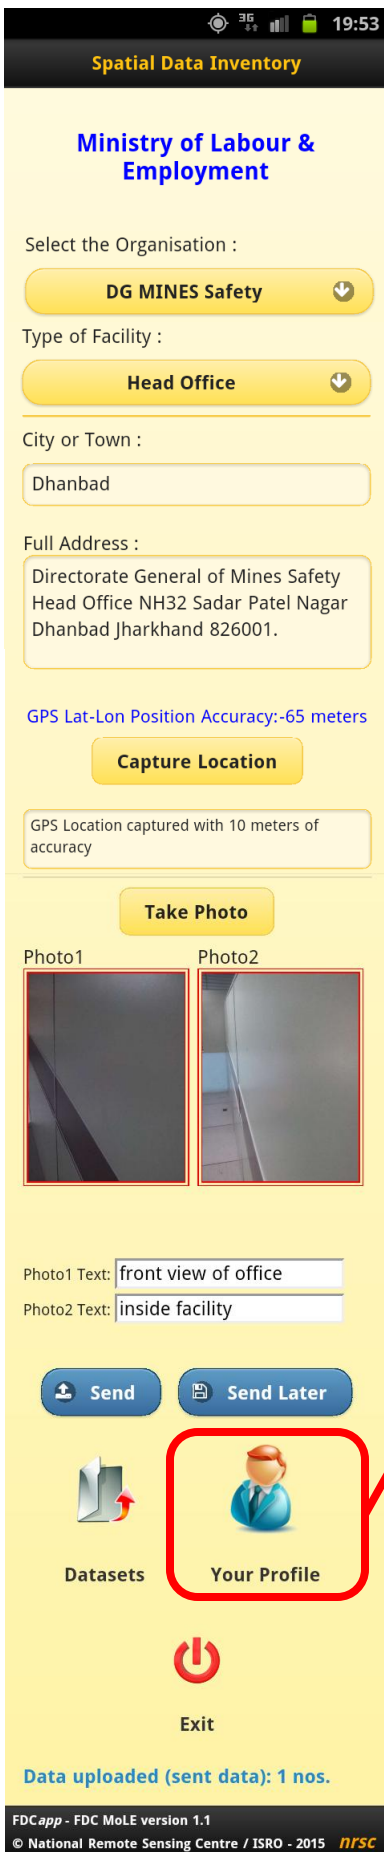 3G 19:53
Spatial Data Inventory
Ministry of Labour &
Employment
Select the Organisation :
DG MINES Safety
Type of Facility :
Head Office
City or Town :
Dhanbad
Full Address :
Directorate General of Mines Safety
Head Office NH32 Sadar Patel Nagar
Dhanbad Jharkhand 826001.
GPS Lat-Lon Position Accuracy:-65 meters
Capture Location
GPS Location captured with 10 meters of
accuracy
Take Photo
Photo1 Photo2
Photo1 Text: front view of office
Photo2 Text: inside facility
Send Send Later
Datasets Your Profile
Exit
Data uploaded (sent data): 1 nos.
FDCapp - FDC MoLE version 1.1
© National Remote Sensing Centre / ISRO - 2015 nrsc